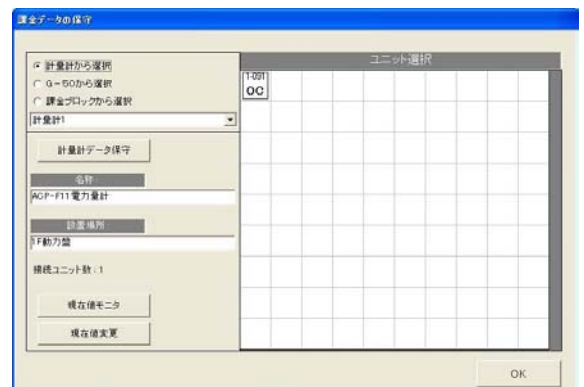 課金データの保守
計量計から選択
G-50から選択
課金ブロックから選択
計量計1
計量計データ保守
名称
ACP-F11電力量計
設置場所
1F動力盤
接続ユニット数:1
現在値モニタ
現在値変更
ユニット選択
1-091
OC
OK